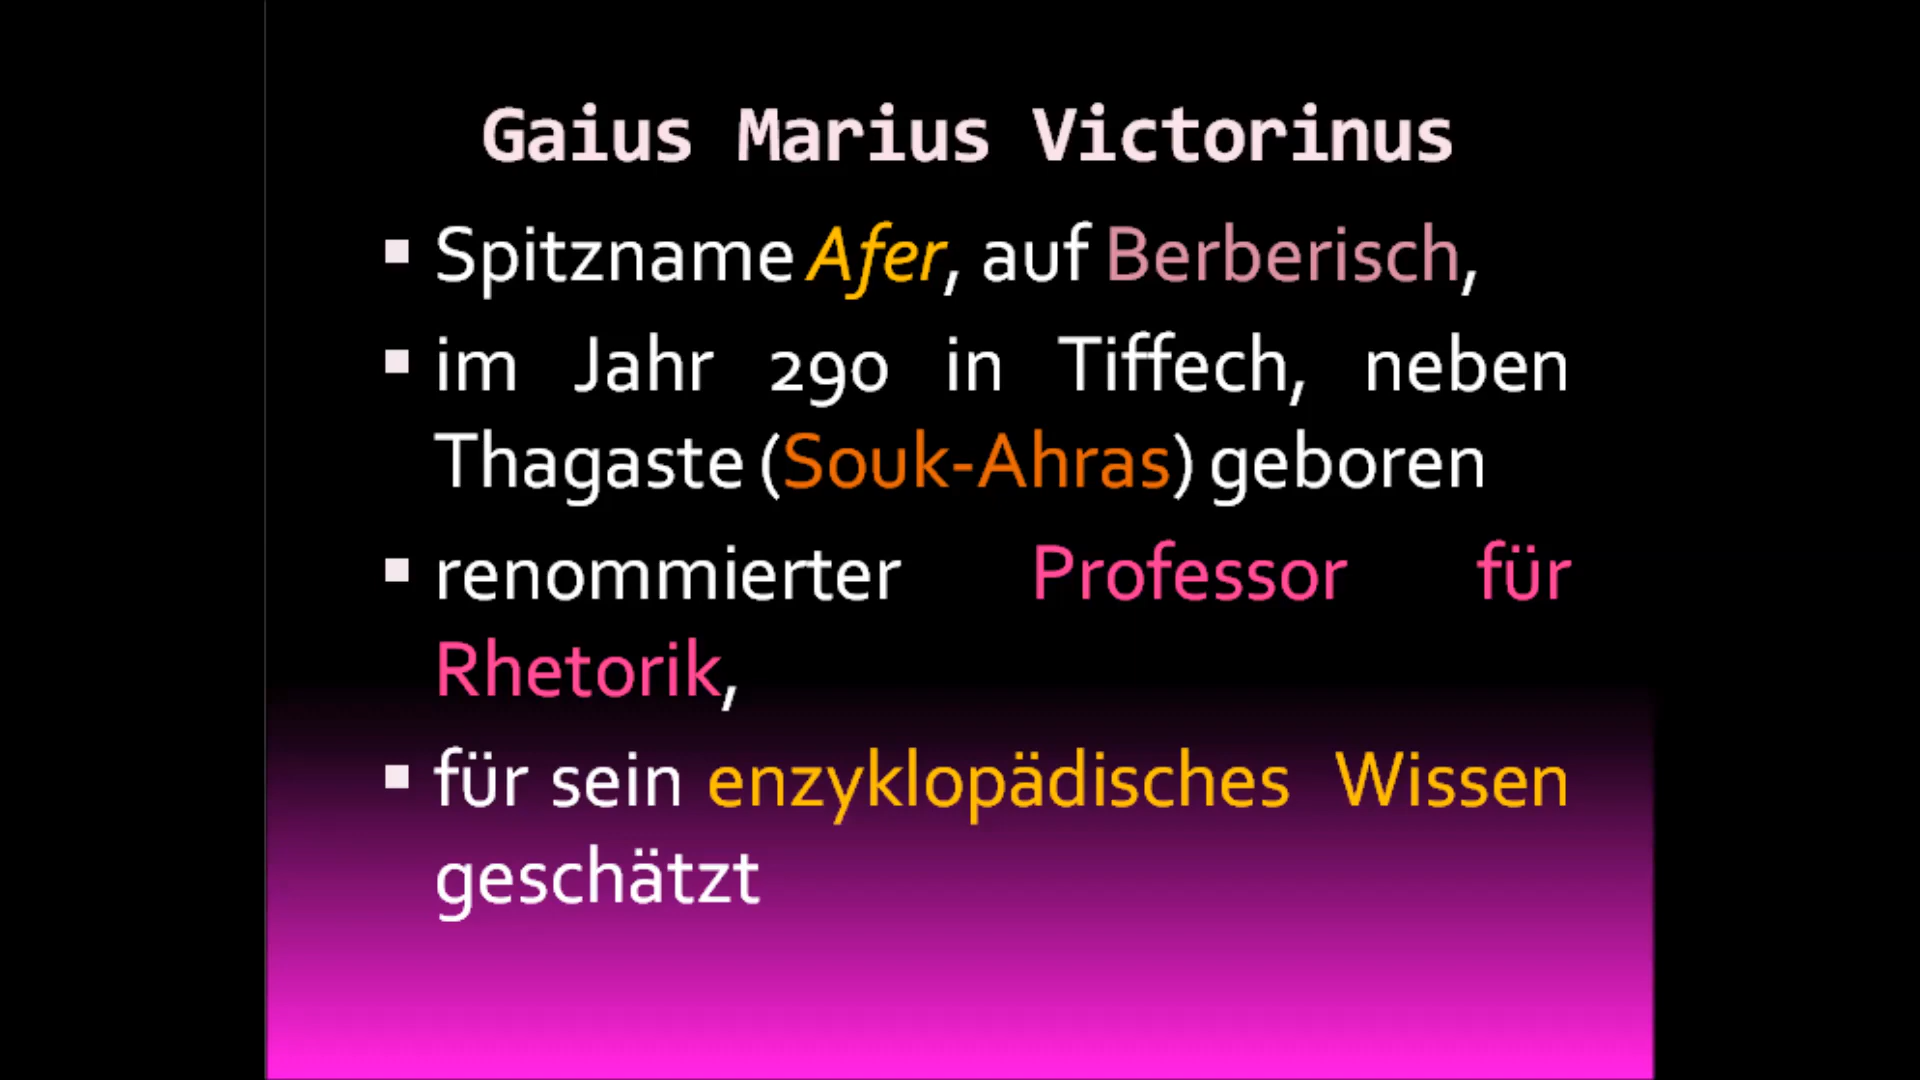 Gaius Marius Victorinus
▪ Spitzname Afer, auf Berberisch,
▪ im Jahr 290 in Tiffech, neben
Thagaste (Souk-Ahras) geboren
▪ renommierter Professor für
Rhetorik,
▪ für sein enzyklopädisches Wissen
geschätzt